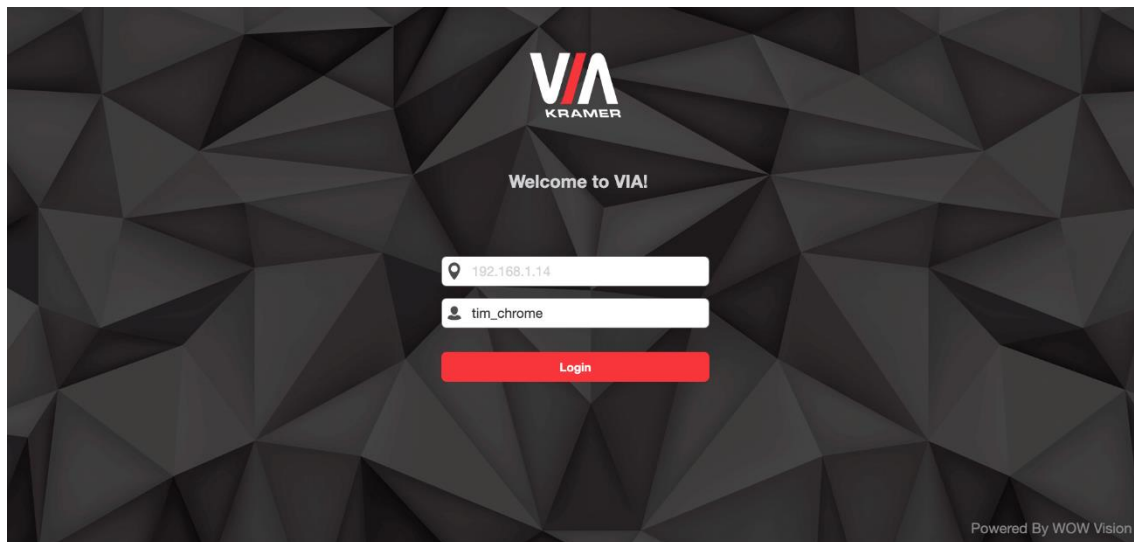 VIA
KRAMER
Welcome to VIA!
192.168.1.14
tim_chrome
Login
Powered By WOW Vision